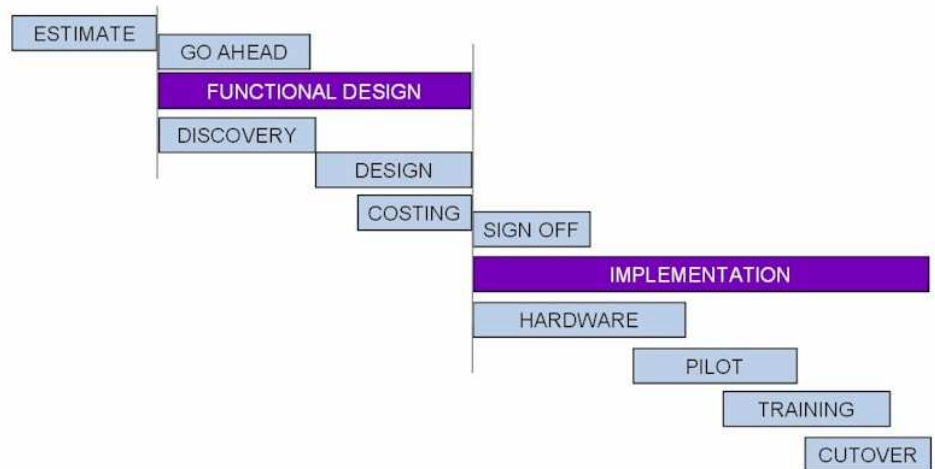 ESTIMATE
GO AHEAD
FUNCTIONAL DESIGN
DISCOVERY
DESIGN
COSTING
SIGN OFF
IMPLEMENTATION
HARDWARE
PILOT
TRAINING
CUTOVER